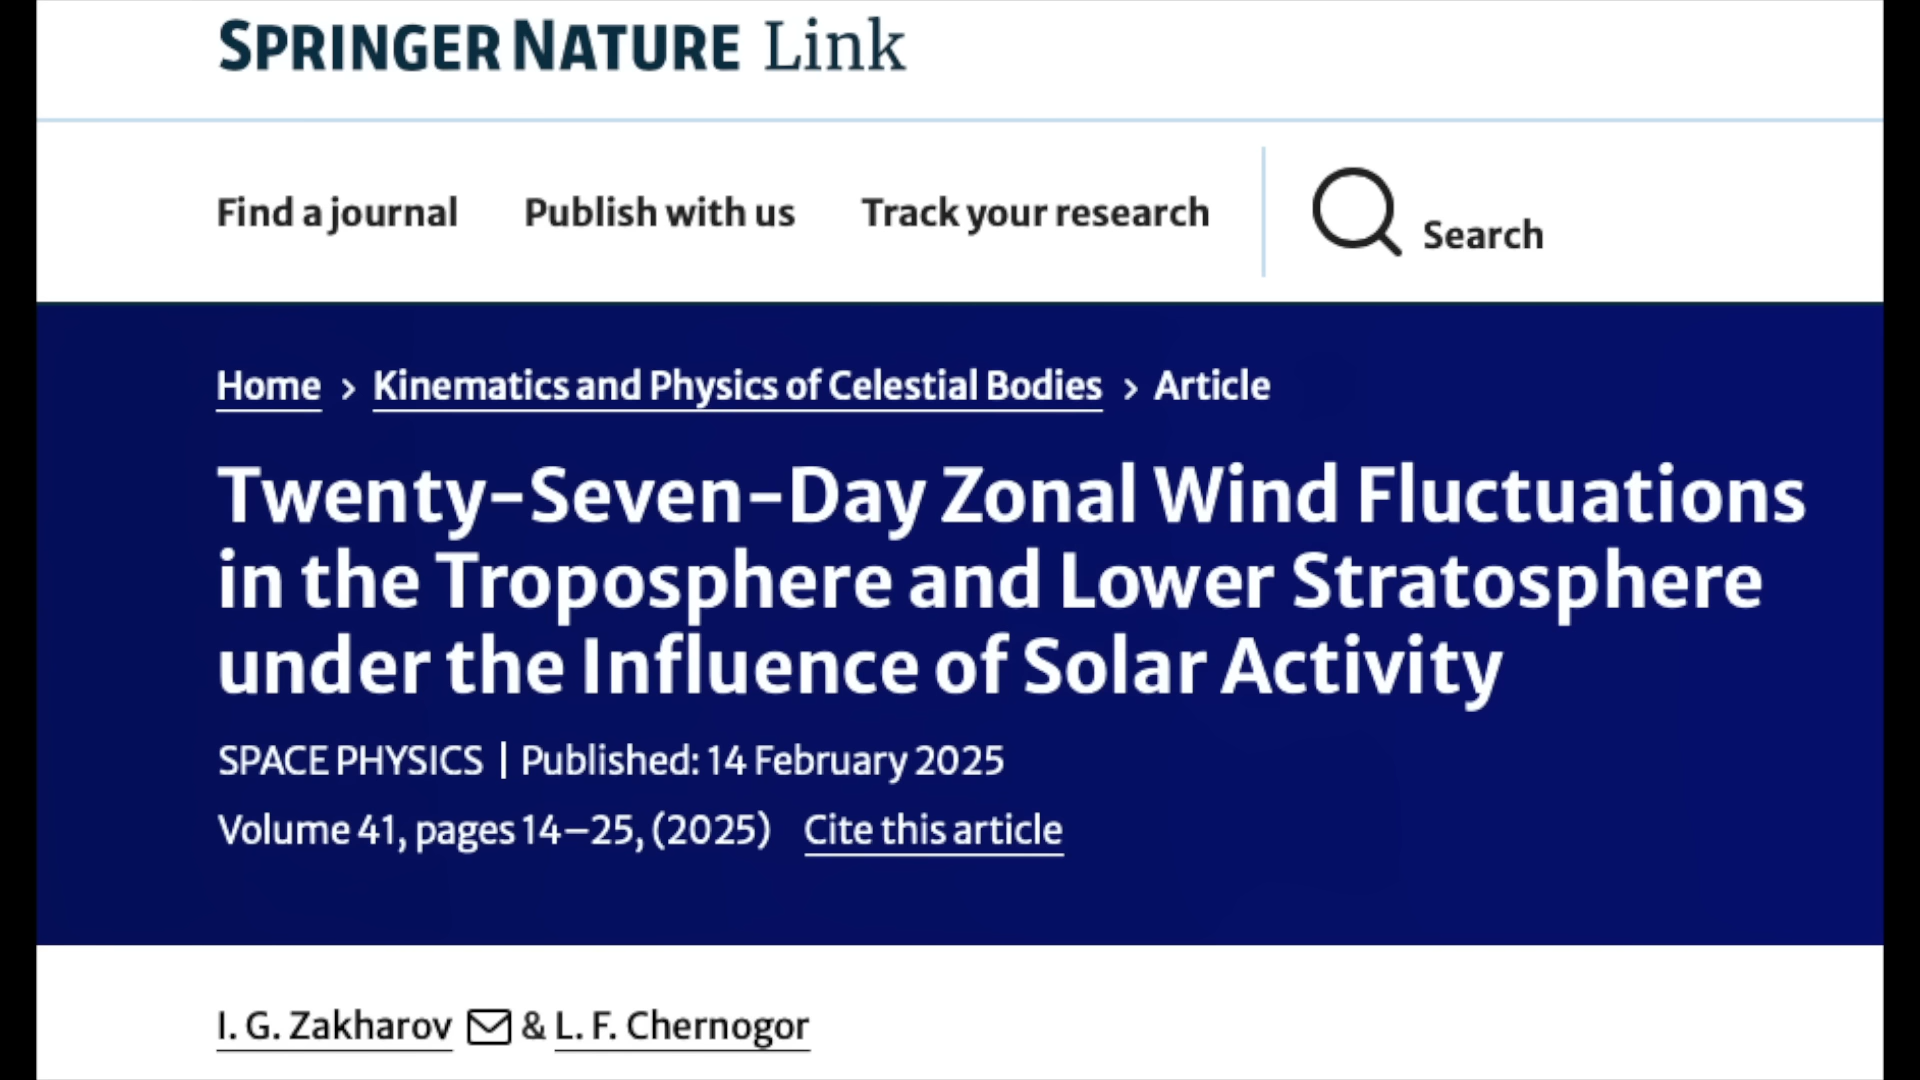 SPRINGER NATURE Link
Find a journal Publish with us Track your research Search
Home > Kinematics and Physics of Celestial Bodies > Article
Twenty-Seven-Day Zonal Wind Fluctuations
in the Troposphere and Lower Stratosphere
under the Influence of Solar Activity
SPACE PHYSICS | Published: 14 February 2025
Volume 41, pages 14–25, (2025) Cite this article
I. G. Zakharov & L. F. Chernogor